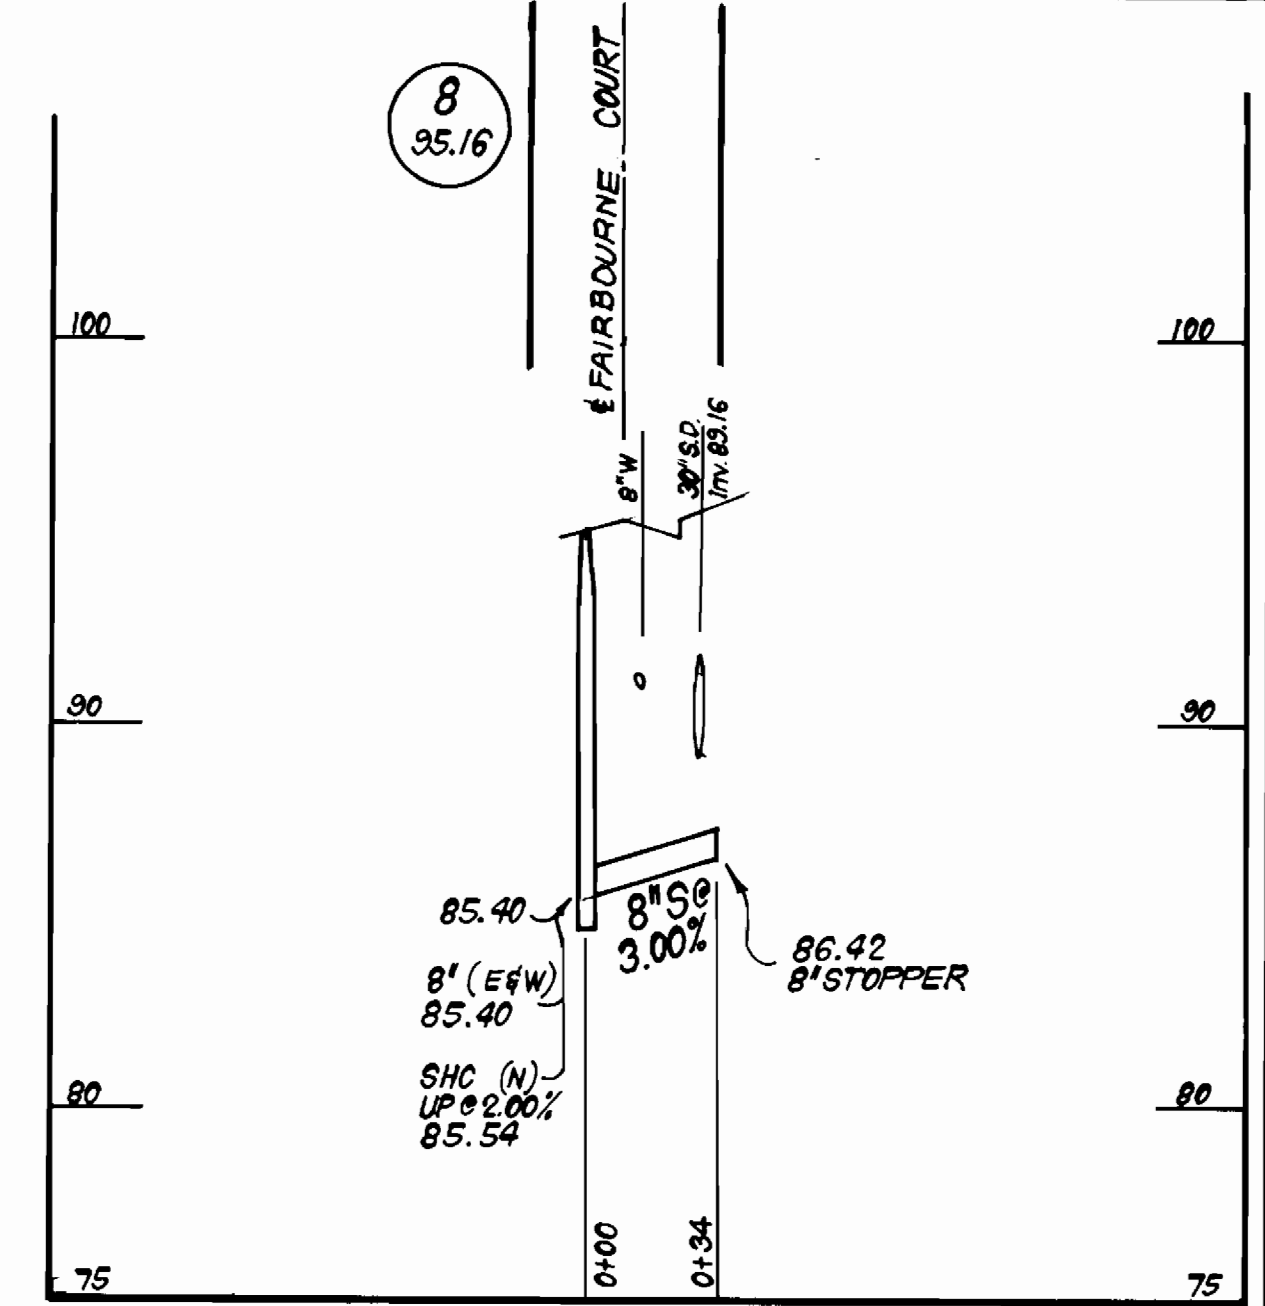 8
95.16
℄ FAIRBOURNE COURT
100
100
8" W
30" S.D.
Inv. 89.16
90
90
85.40
8" S @
3.00%
86.42
8" STOPPER
8" (E&W)
85.40
SHC (N)
UP @ 2.00%
85.54
80
80
0+00
0+34
75
75